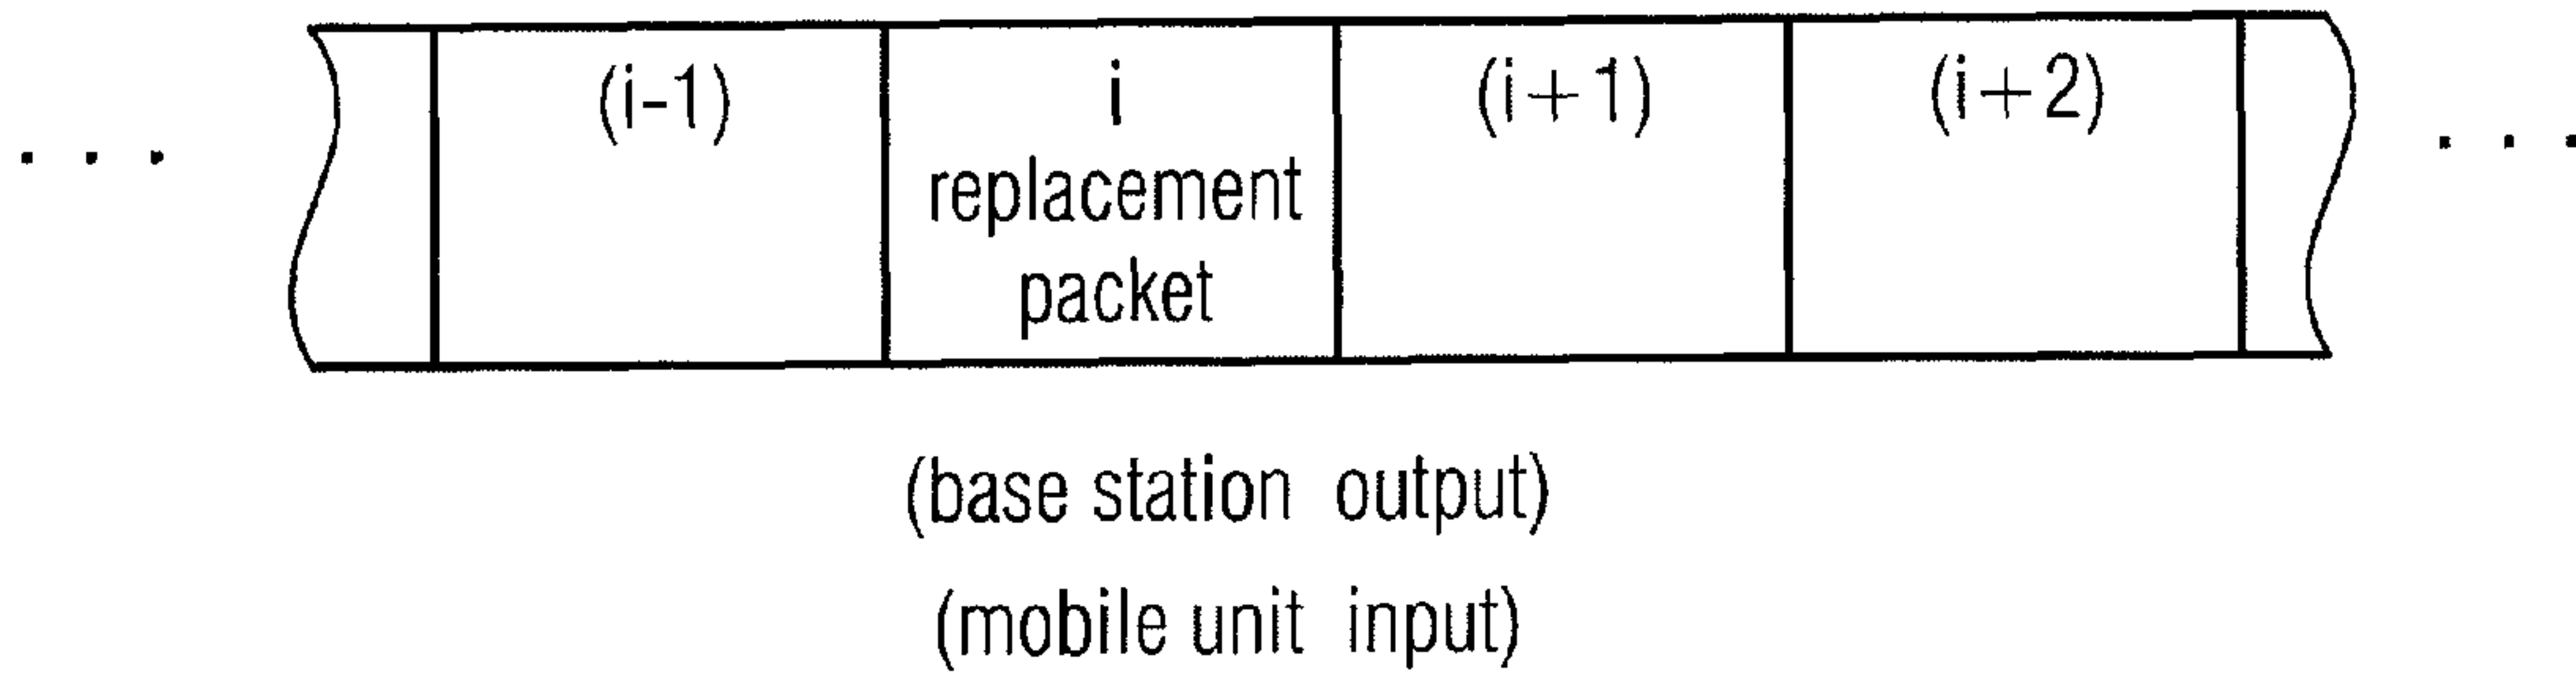 . . . (i-1) i (i+1) (i+2) . . .
replacement
packet
(base station output)
(mobile unit input)